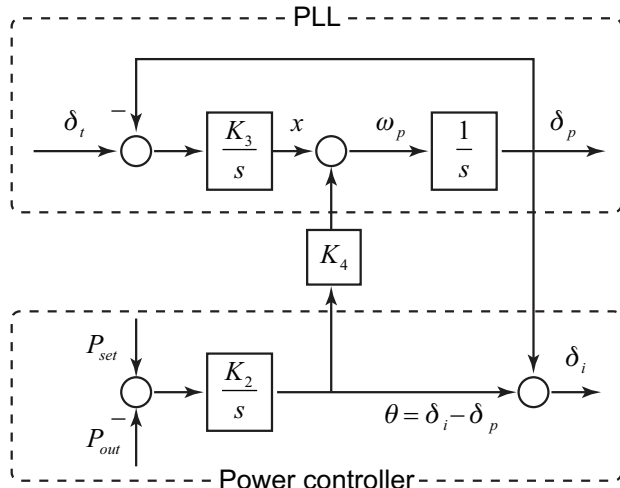 PLL
−
δ_t
K_3
s
x
ω_p
1
s
δ_p
K_4
P_set
K_2
s
δ_i
−
θ = δ_i − δ_p
P_out
Power controller